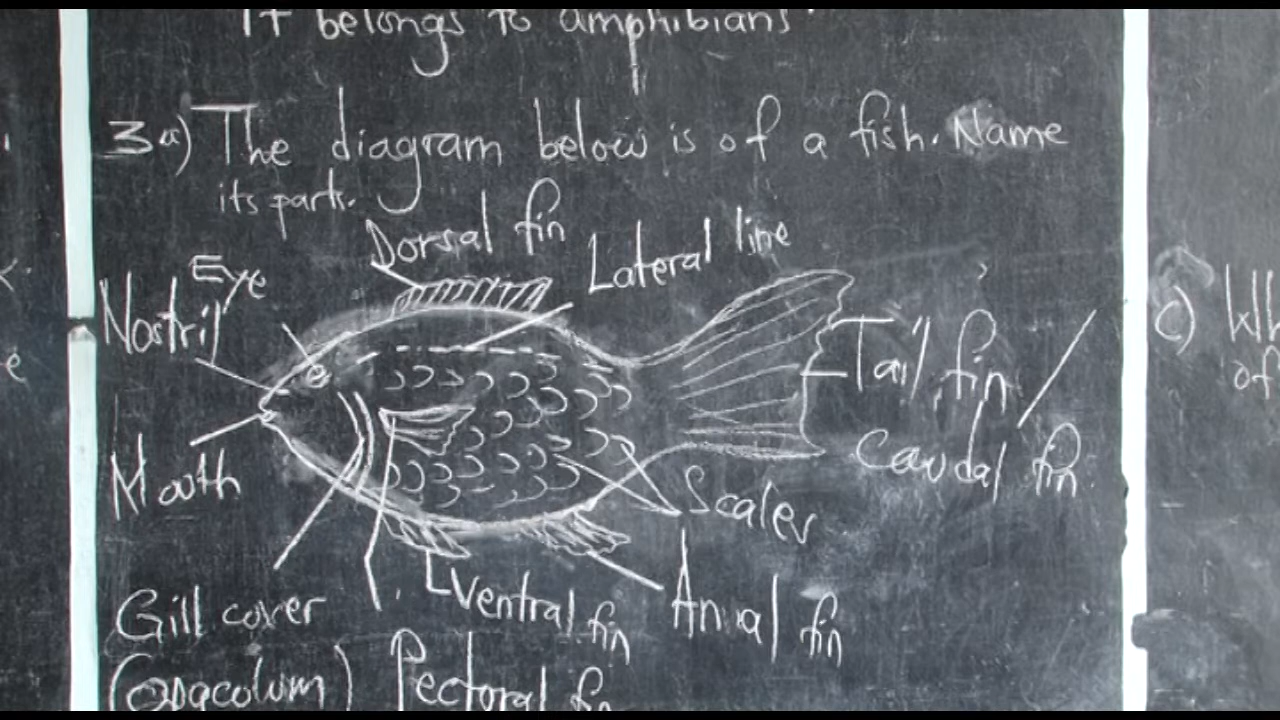 It belongs to amphibians
3a) The diagram below is of a fish. Name
its parts.
Dorsal fin
Lateral line
Eye
Nostril
Tail fin /
Caudal fin
Mouth
Scales
Gill cover
Ventral fin
Anal fin
(opacolum)
Pectoral
c)
of